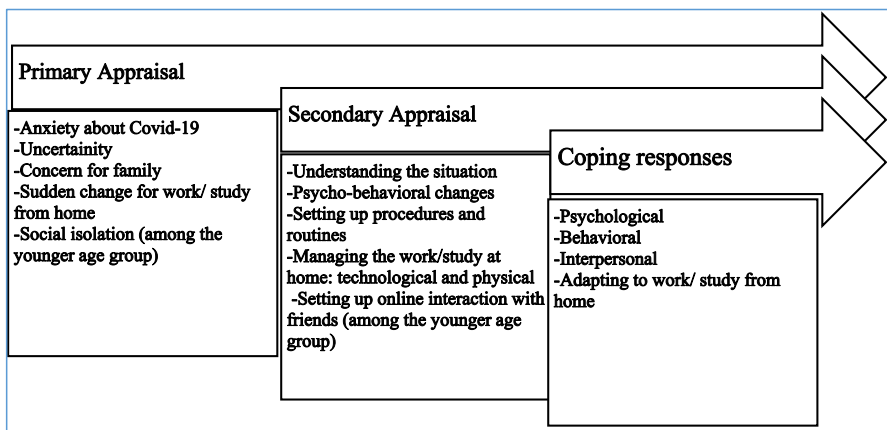 Primary Appraisal
-Anxiety about Covid-19
-Uncertainity
-Concern for family
-Sudden change for work/ study
from home
-Social isolation (among the
younger age group)
Secondary Appraisal
-Understanding the situation
-Psycho-behavioral changes
-Setting up procedures and
routines
-Managing the work/study at
home: technological and physical
-Setting up online interaction with
friends (among the younger age
group)
Coping responses
-Psychological
-Behavioral
-Interpersonal
-Adapting to work/ study from
home